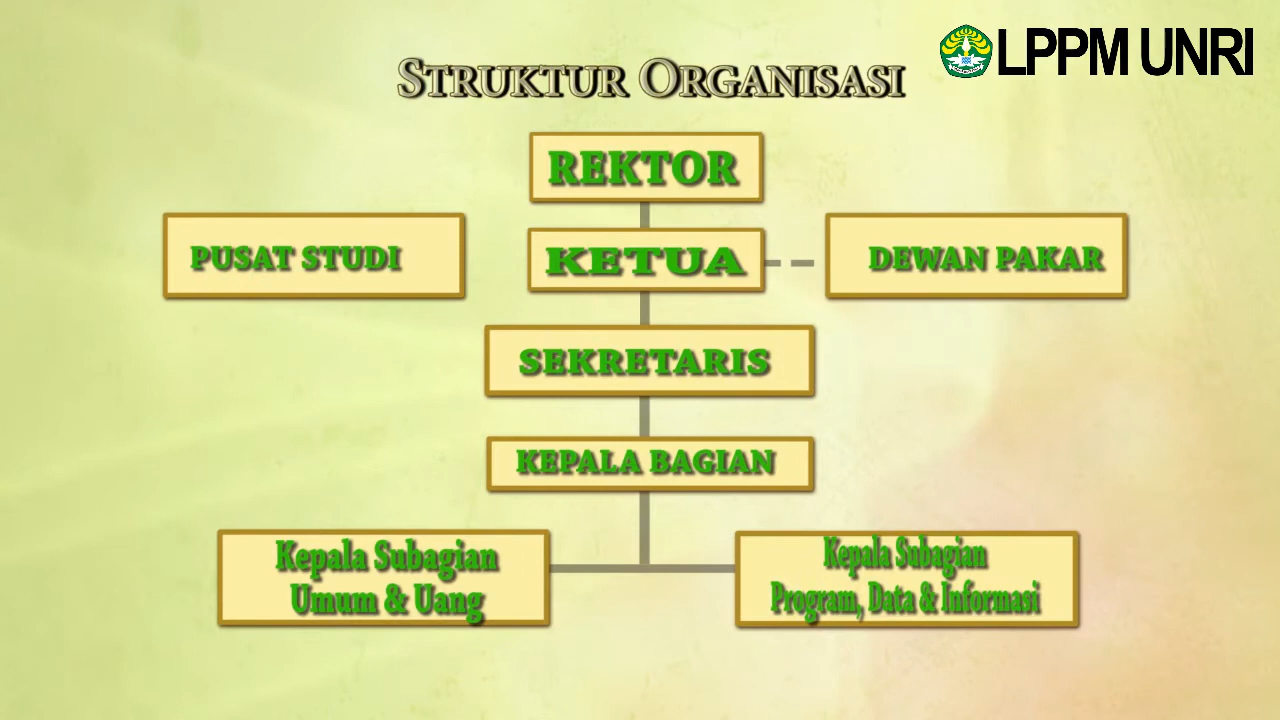 LPPM UNRI
STRUKTUR ORGANISASI
REKTOR
PUSAT STUDI
KETUA
DEWAN PAKAR
SEKRETARIS
KEPALA BAGIAN
Kepala Subagian
Umum & Uang
Kepala Subagian
Program, Data & Informasi